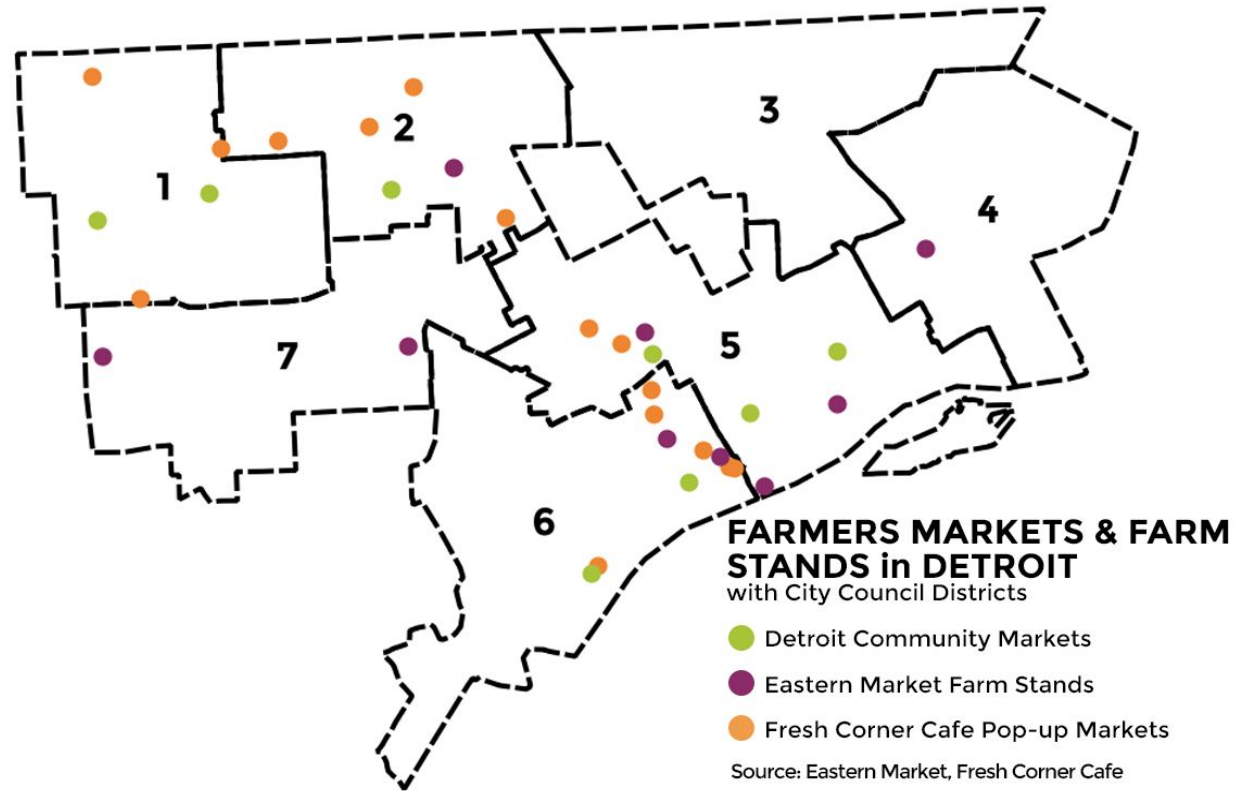 3
2
1
4
5
7
6
FARMERS MARKETS & FARM
STANDS in DETROIT
with City Council Districts
Detroit Community Markets
Eastern Market Farm Stands
Fresh Corner Cafe Pop-up Markets
Source: Eastern Market, Fresh Corner Cafe